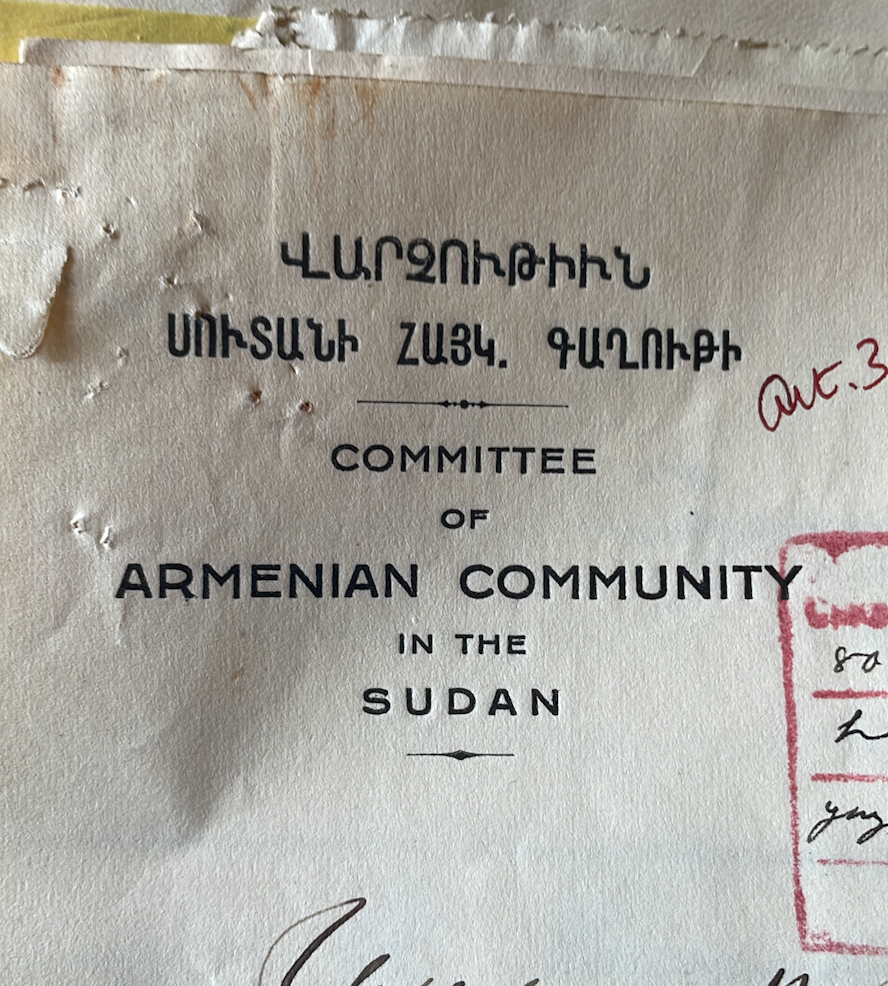 ՎԱՐՉՈՒԹԻՒՆ
ՍՈՒՏԱՆԻ ՀԱՅԿ. ԳԱՂՈՒԹԻ
COMMITTEE
OF
ARMENIAN COMMUNITY
IN THE
SUDAN